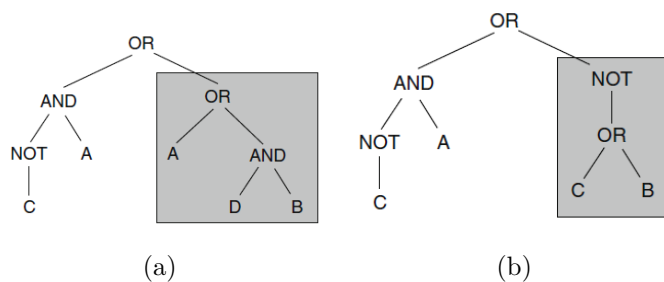 OR
AND OR
NOT A A AND
C D B
(a)
OR
AND NOT
NOT A OR
C C B
(b)